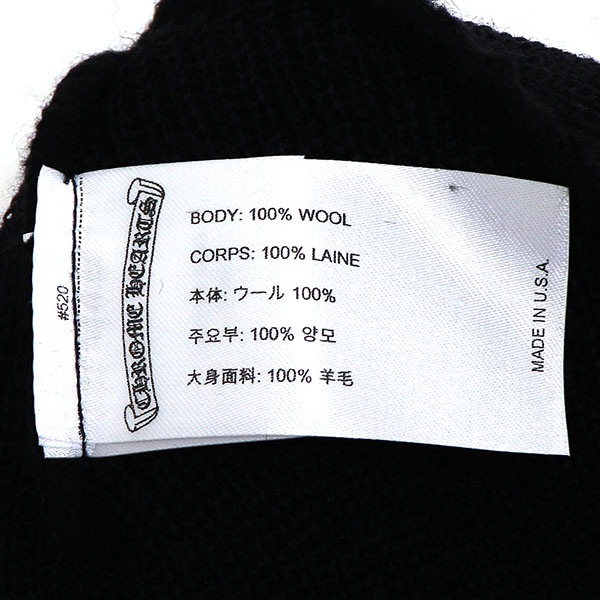 #520
CHROME HEARTS
BODY: 100% WOOL
CORPS: 100% LAINE
本体: ウール 100%
주요부: 100% 양모
大身面料: 100% 羊毛
MADE IN U.S.A.